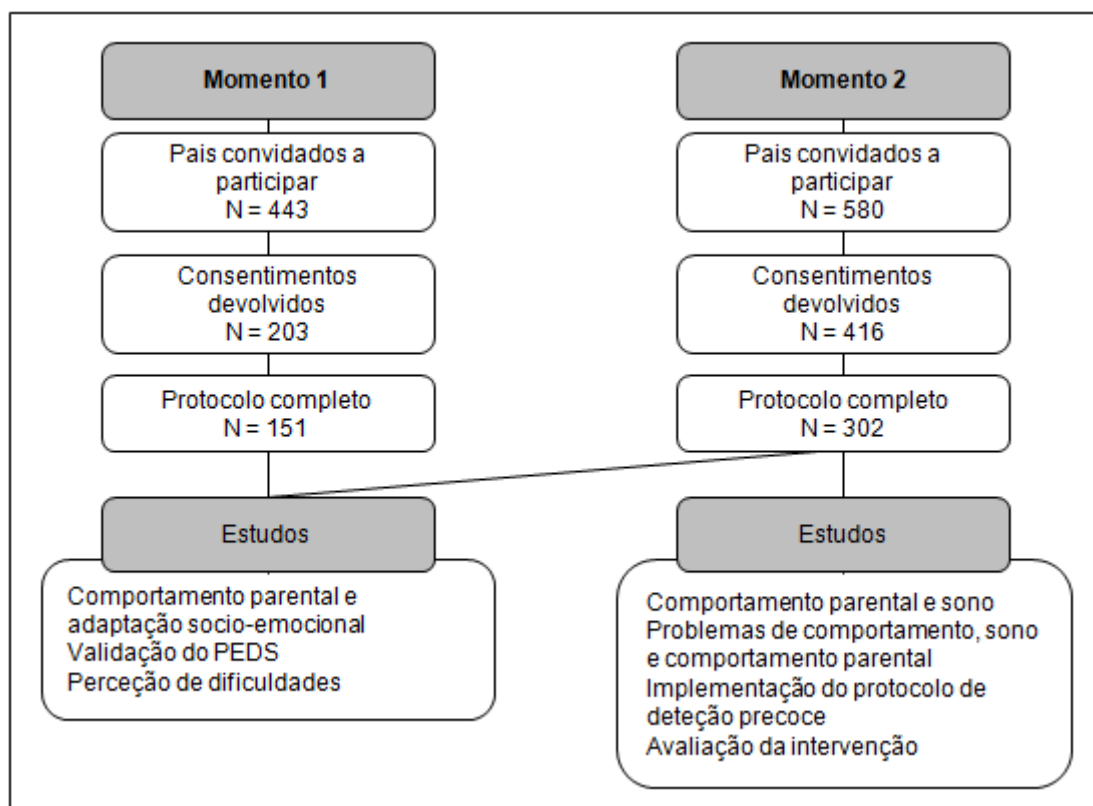 Momento 1
Pais convidados a
participar
N = 443
Consentimentos
devolvidos
N = 203
Protocolo completo
N = 151
Estudos
Comportamento parental e
adaptação socio-emocional
Validação do PEDS
Perceção de dificuldades
Momento 2
Pais convidados a
participar
N = 580
Consentimentos
devolvidos
N = 416
Protocolo completo
N = 302
Estudos
Comportamento parental e sono
Problemas de comportamento, sono
e comportamento parental
Implementação do protocolo de
deteção precoce
Avaliação da intervenção